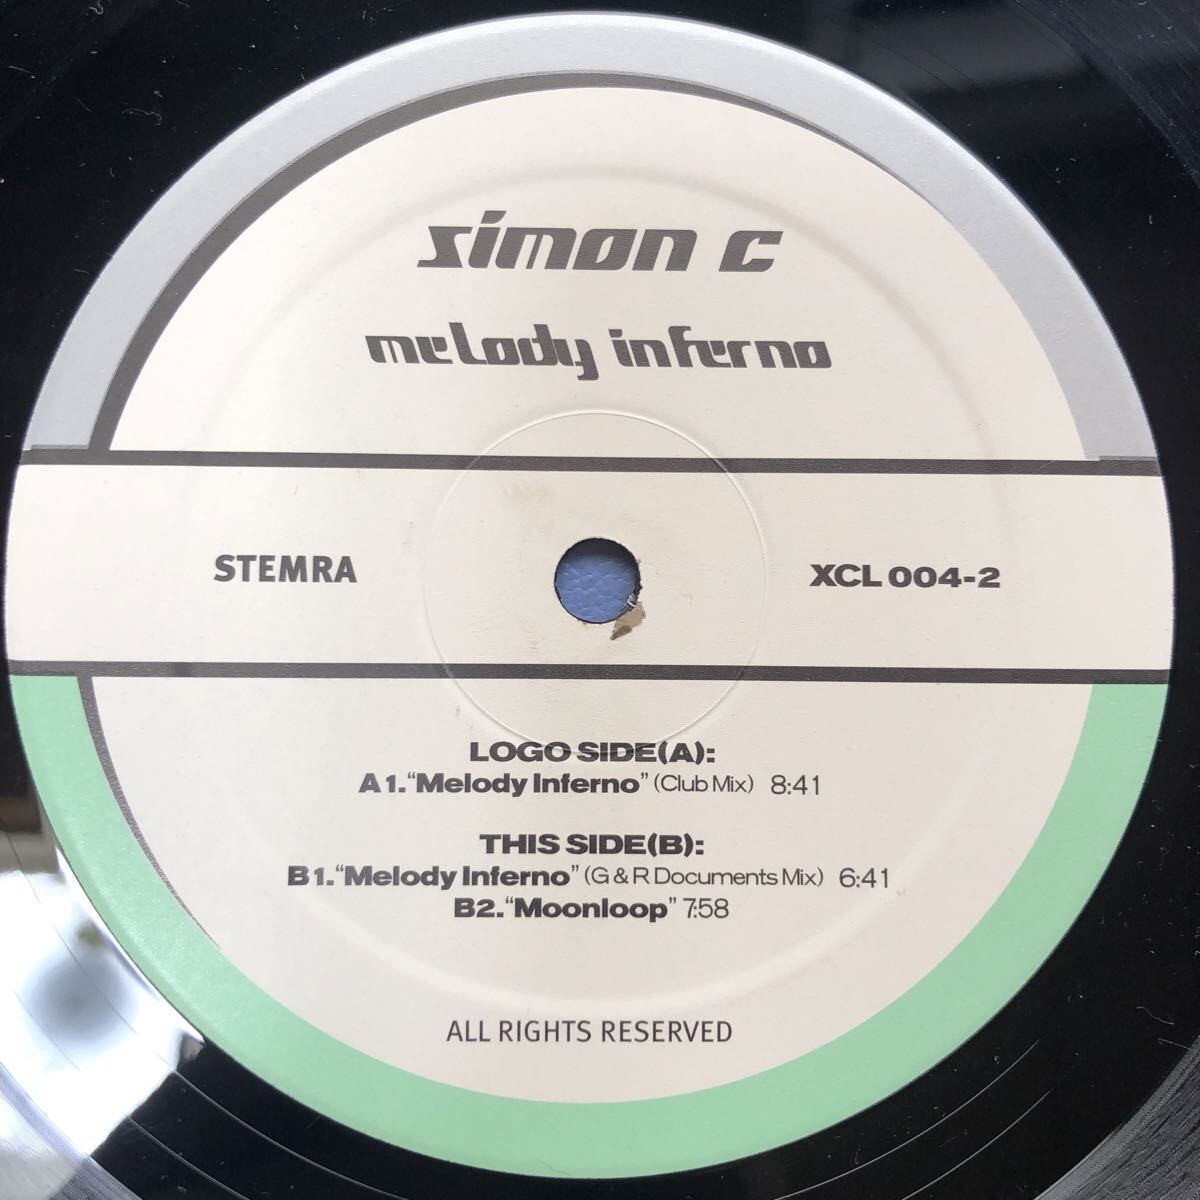 simon c
melody inferno
STEMRA
XCL 004-2
LOGO SIDE(A):
A1."Melody Inferno" (Club Mix) 8:41
THIS SIDE(B):
B1."Melody Inferno" (G & R Documents Mix) 6:41
B2."Moonloop" 7:58
ALL RIGHTS RESERVED